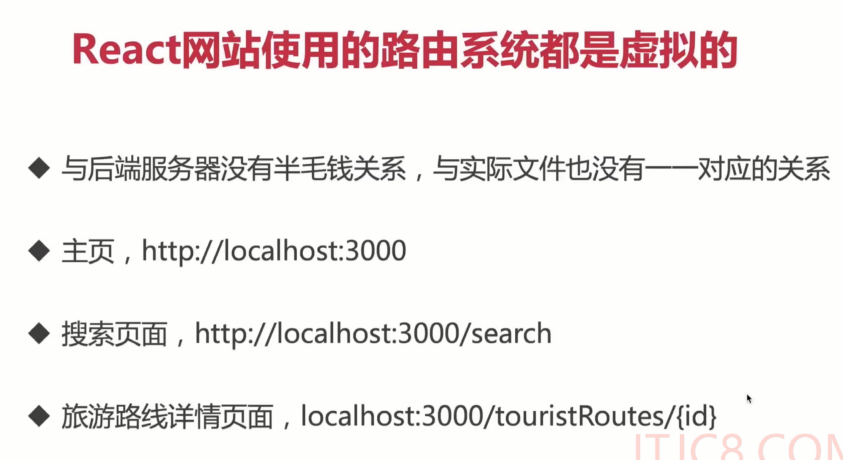 React网站使用的路由系统都是虚拟的
◆ 与后端服务器没有半毛钱关系，与实际文件也没有一一对应的关系
◆ 主页，http://localhost:3000
◆ 搜索页面，http://localhost:3000/search
◆ 旅游路线详情页面，localhost:3000/touristRoutes/{id}